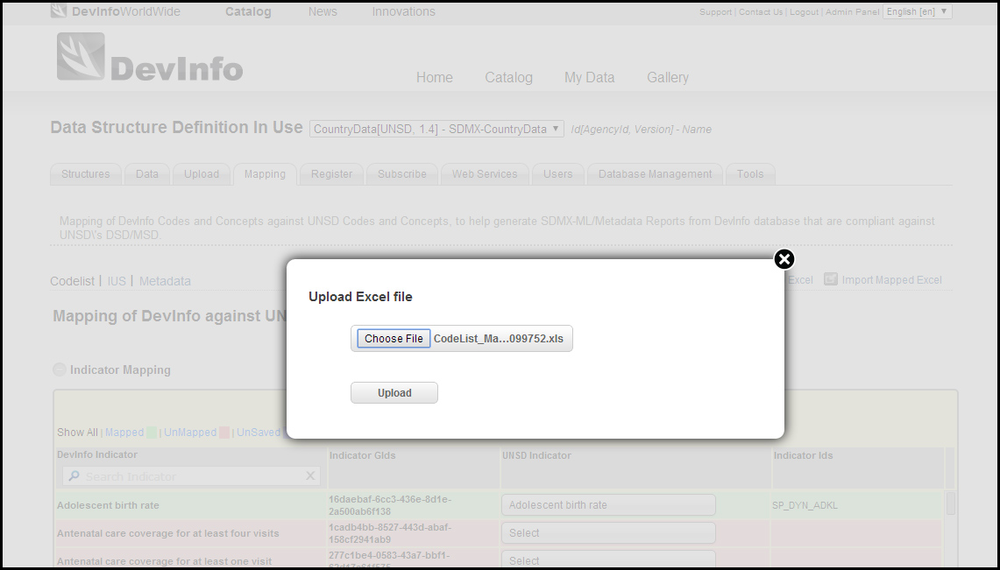 DevInfoWorldWide Catalog News Innovations Support | Contact Us | Logout | Admin Panel English [en]
DevInfo
Home Catalog My Data Gallery
Data Structure Definition In Use CountryData[UNSD, 1.4] - SDMX-CountryData Id[AgencyId, Version] - Name
Structures Data Upload Mapping Register Subscribe Web Services Users Database Management Tools
Mapping of DevInfo Codes and Concepts against UNSD Codes and Concepts, to help generate SDMX-ML/Metadata Reports from DevInfo database that are compliant against
UNSD\'s DSD/MSD.
Codelist | IUS | Metadata Excel Import Mapped Excel
Upload Excel file
Mapping of DevInfo against UN
Choose File CodeList_Ma...099752.xls
Indicator Mapping
Upload
Show All | Mapped | UnMapped | UnSaved
DevInfo Indicator Indicator GIds UNSD Indicator Indicator Ids
Search Indicator
Adolescent birth rate 16daebaf-6cc3-436e-8d1e- Adolescent birth rate SP_DYN_ADKL
2a500ab6f138
Antenatal care coverage for at least four visits 1cadb4bb-8527-443d-abaf- Select
158cf2941ab9
Antenatal care coverage for at least one visit 277c1be4-0583-43a7-bbf1- Select